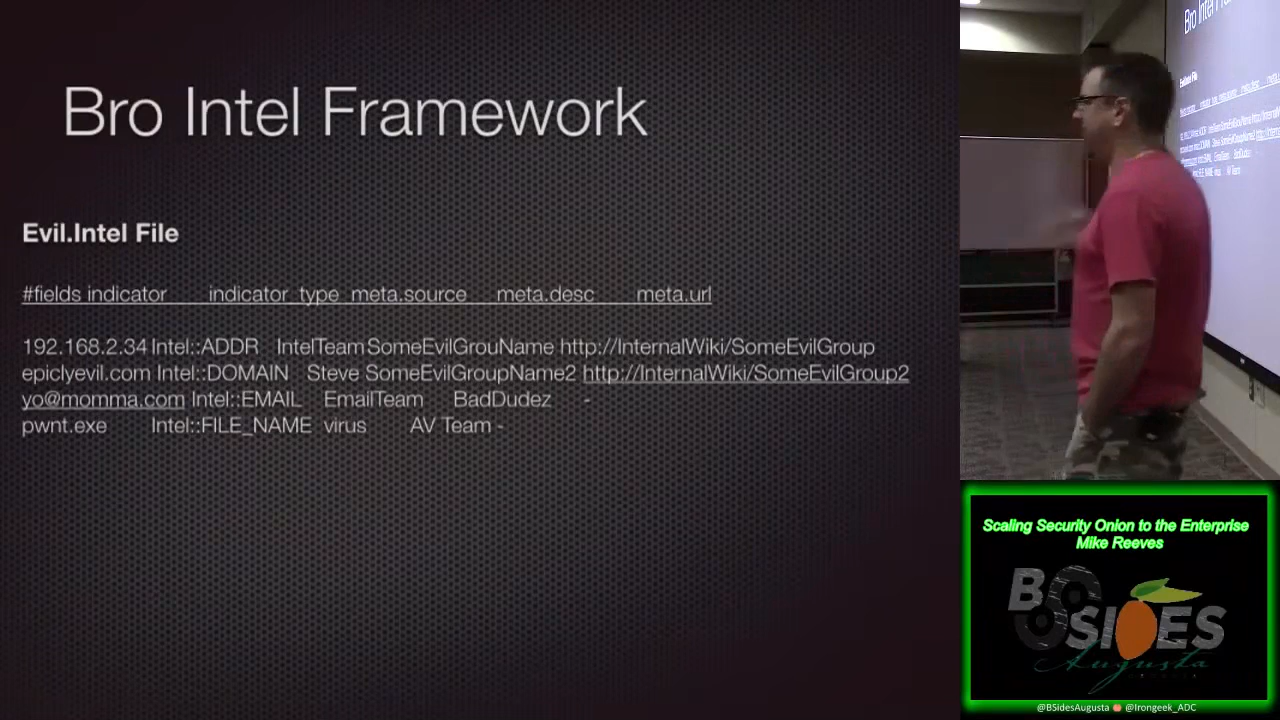 Bro Intel Framework
Evil.Intel File
#fields indicator indicator_type meta.source meta.desc meta.url
192.168.2.34 Intel::ADDR IntelTeam SomeEvilGrouName http://InternalWiki/SomeEvilGroup
epiclyevil.com Intel::DOMAIN Steve SomeEvilGroupName2 http://InternalWiki/SomeEvilGroup2
yo@momma.com Intel::EMAIL EmailTeam BadDudez -
pwnt.exe Intel::FILE_NAME virus AV Team -
Bro Intel
Scaling Security Onion to the Enterprise
Mike Reeves
BSIDES
Augusta
@BSidesAugusta @Irongeek_ADC